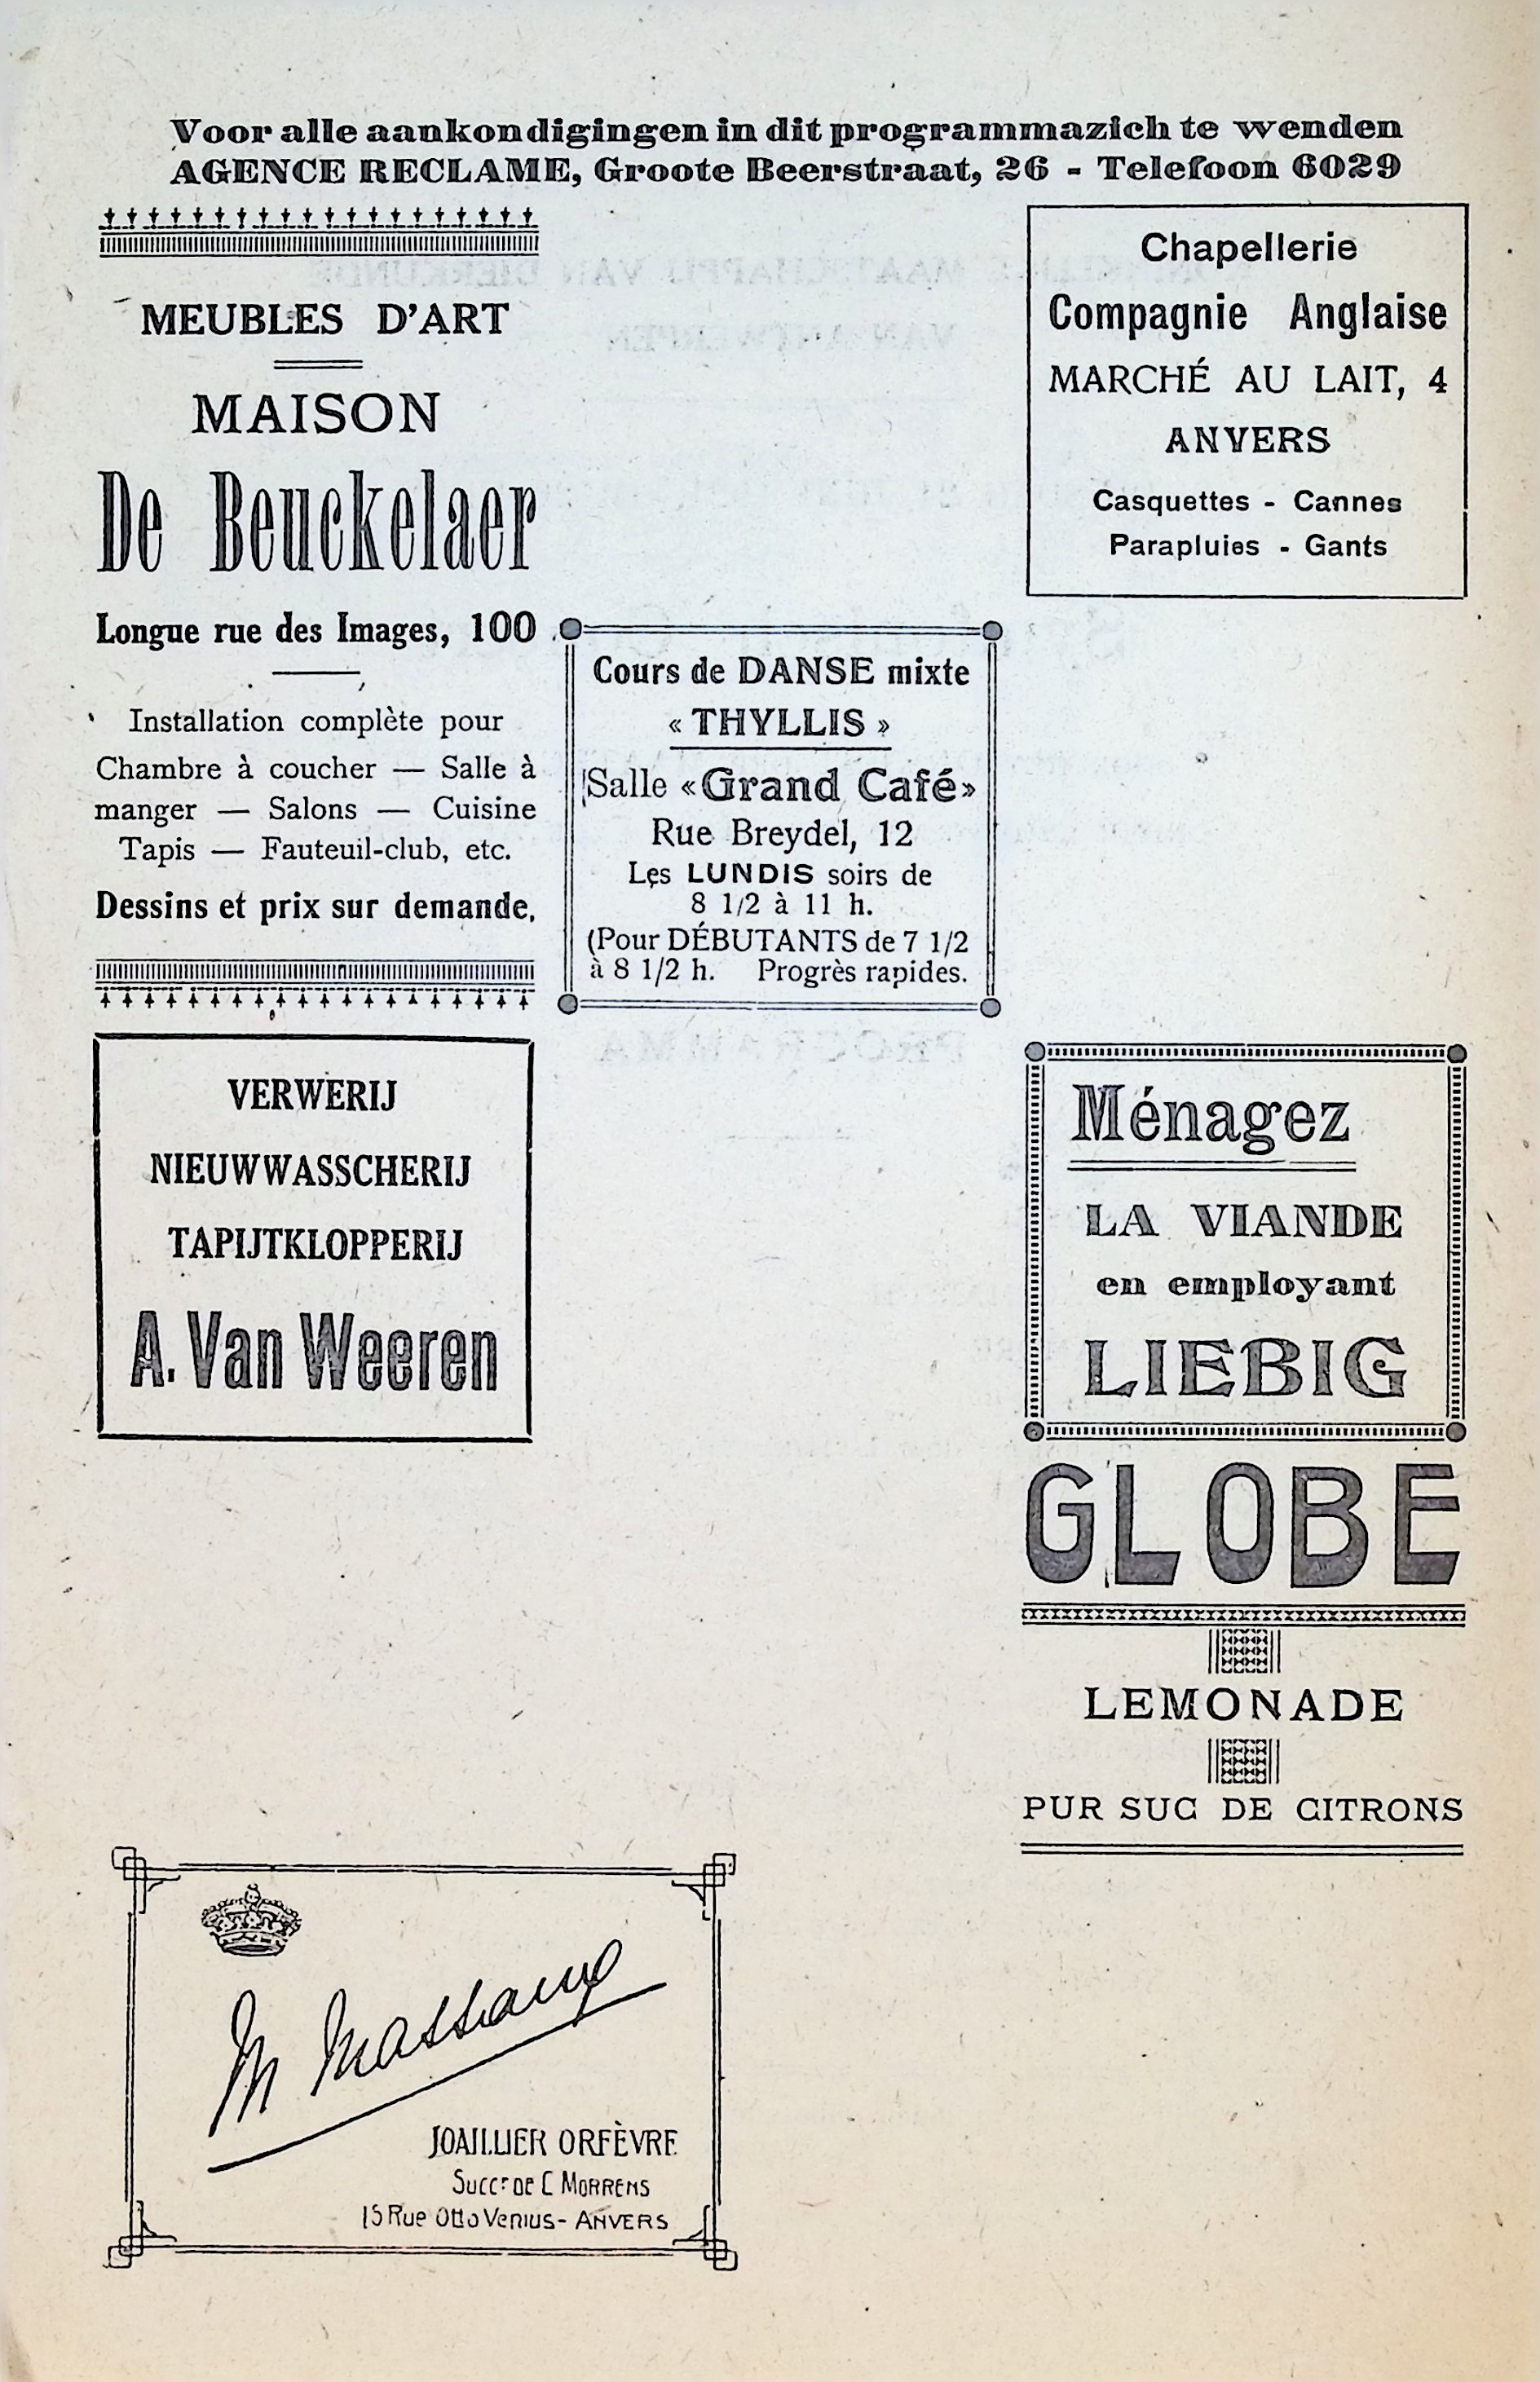 Voor alle aankondigingen in dit programma zich te wenden
AGENCE RECLAME, Groote Beerstraat, 26 - Telefoon 6029
MEUBLES D'ART
MAISON
De Beuckelaer
Longue rue des Images, 100
Installation complète pour
Chambre à coucher — Salle à
manger — Salons — Cuisine
Tapis — Fauteuil-club, etc.
Dessins et prix sur demande.
Chapellerie
Compagnie Anglaise
MARCHÉ AU LAIT, 4
ANVERS
Casquettes - Cannes
Parapluies - Gants
Cours de DANSE mixte
« THYLLIS »
Salle «Grand Café»
Rue Breydel, 12
Les LUNDIS soirs de
8 1/2 à 11 h.
(Pour DÉBUTANTS de 7 1/2
à 8 1/2 h. Progrès rapides.
VERWERIJ
NIEUWWASSCHERIJ
TAPIJTKLOPPERIJ
A. Van Weeren
Ménagez
LA VIANDE
en employant
LIEBIG
GLOBE
LEMONADE
PUR SUC DE CITRONS
JOAILLIER ORFÈVRE
Succr DE C MORRENS
15 Rue Otto Venius - ANVERS